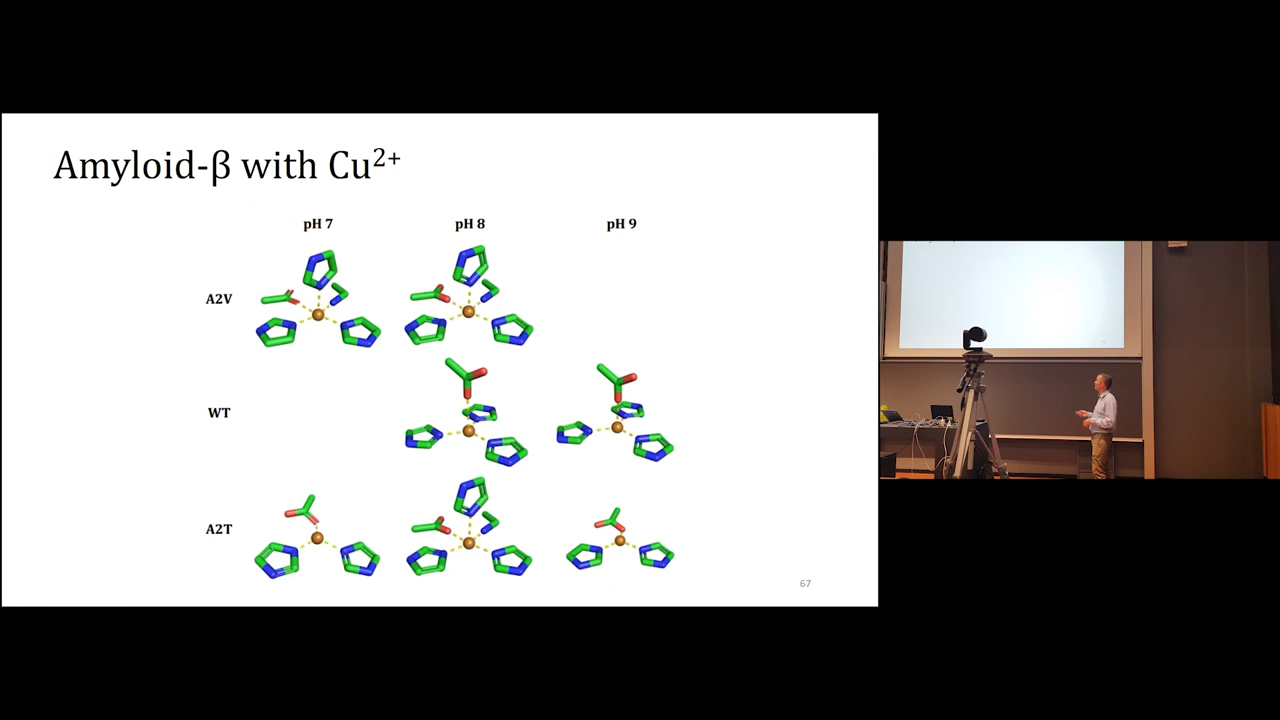 Amyloid-β with Cu²⁺
pH 7 pH 8 pH 9
A2V
WT
A2T
67